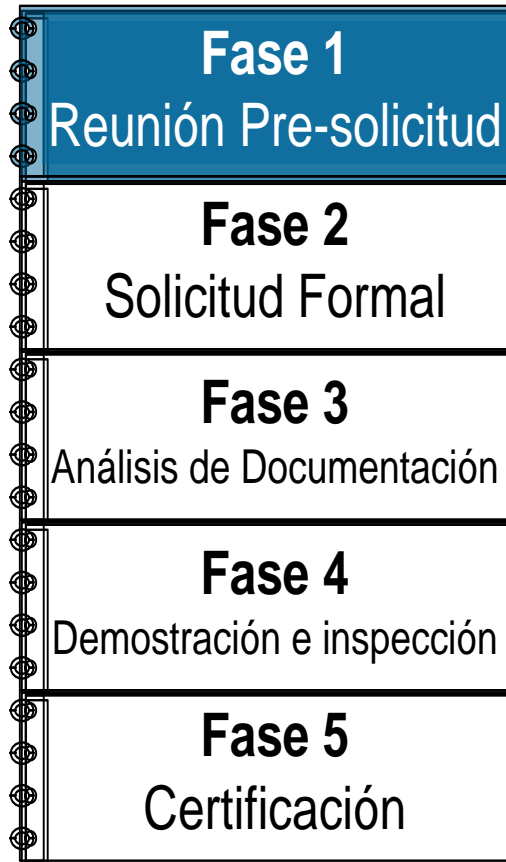 Fase 1
Reunión Pre-solicitud
Fase 2
Solicitud Formal
Fase 3
Análisis de Documentación
Fase 4
Demostración e inspección
Fase 5
Certificación